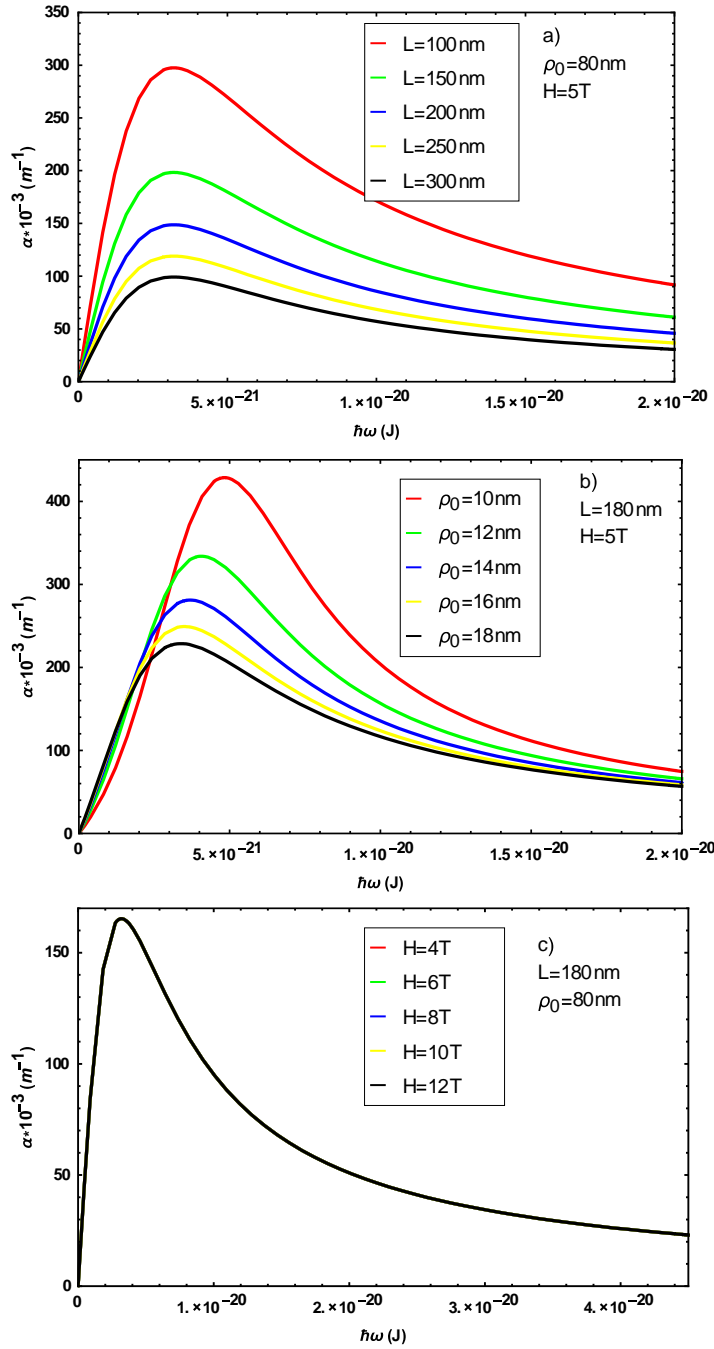 a)
ρ0=80nm
H=5T
L=100nm
L=150nm
L=200nm
L=250nm
L=300nm
350
300
250
200
150
100
50
0
α*10−3 (m−1)
0
5.×10−21
1.×10−20
1.5×10−20
2.×10−20
ℏω (J)
b)
L=180nm
H=5T
ρ0=10nm
ρ0=12nm
ρ0=14nm
ρ0=16nm
ρ0=18nm
400
300
200
100
0
α*10−3 (m−1)
0
5.×10−21
1.×10−20
1.5×10−20
2.×10−20
ℏω (J)
c)
L=180nm
ρ0=80nm
H=4T
H=6T
H=8T
H=10T
H=12T
150
100
50
0
α*10−3 (m−1)
0
1.×10−20
2.×10−20
3.×10−20
4.×10−20
ℏω (J)